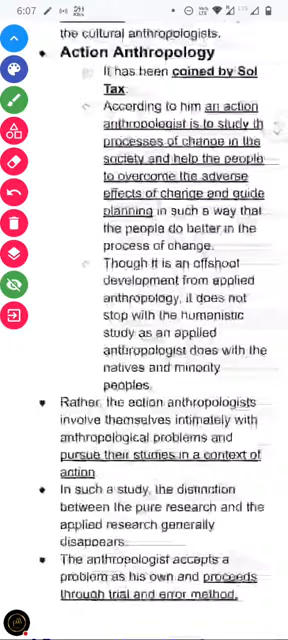 6:07
the cultural anthropologists.
• Action Anthropology
It has been coined by Sol
Tax.
According to him an action
anthropologist is to study th
processes of change in the
society and help the people
to overcome the adverse
effects of change and guide
planning in such a way that
the people do better in the
process of change.
Though it is an offshoot
development from applied
anthropology, it does not
stop with the humanistic
study as an applied
anthropologist does with the
natives and minority
peoples.
• Rather, the action anthropologists
involve themselves intimately with
anthropological problems and
pursue their studies in a context of
action
• In such a study, the distinction
between the pure research and the
applied research generally
disappears.
• The anthropologist accepts a
problem as his own and proceeds
through trial and error method.